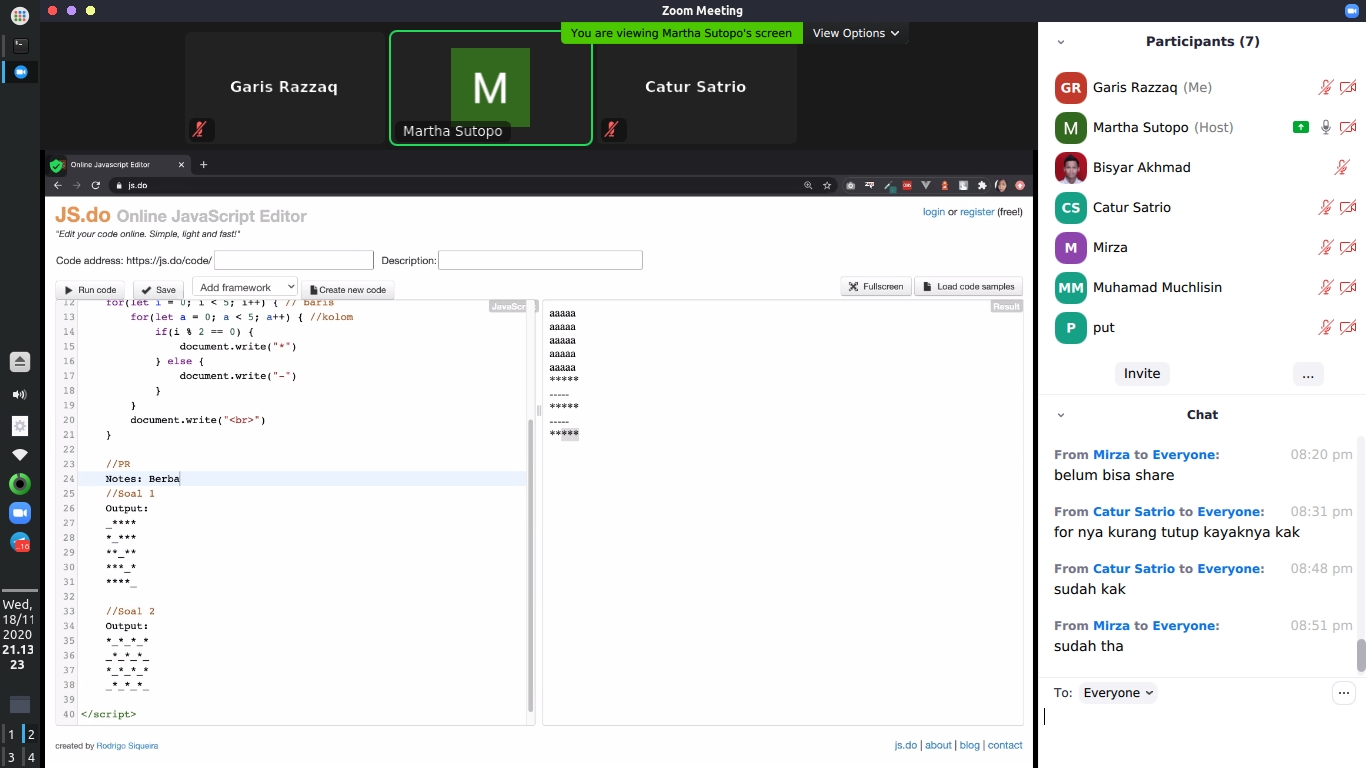 Zoom Meeting
You are viewing Martha Sutopo's screen
View Options
Garis Razzaq
M
Martha Sutopo
Catur Satrio
Online Javascript Editor
js.do
JS.do Online JavaScript Editor
login or register (free!)
"Edit your code online. Simple, light and fast!"
Code address: https://js.do/code/
Description:
Run code
Save
Add framework
Create new code
Fullscreen
Load code samples
JavaScri
Result
12 for(let i = 0; i < 5; i++) { // baris
13 for(let a = 0; a < 5; a++) { //kolom
14 if(i % 2 == 0) {
15 document.write("*")
16 } else {
17 document.write("-")
18 }
19 }
20 document.write("<br>")
21 }
22
23 //PR
24 Notes: Berba
25 //Soal 1
26 Output:
27 _****
28 *_***
29 **_**
30 ***_*
31 ****_
32
33 //Soal 2
34 Output:
35 *_*_*_*
36 _*_*_*_
37 *_*_*_*
38 _*_*_*_
39
40 </script>
aaaaa
aaaaa
aaaaa
aaaaa
aaaaa
*****
-----
*****
-----
*****
created by Rodrigo Siqueira
js.do | about | blog | contact
Participants (7)
GR Garis Razzaq (Me)
M Martha Sutopo (Host)
Bisyar Akhmad
CS Catur Satrio
M Mirza
MM Muhamad Muchlisin
P put
Invite
...
Chat
From Mirza to Everyone: 08:20 pm
belum bisa share
From Catur Satrio to Everyone: 08:31 pm
for nya kurang tutup kayaknya kak
From Catur Satrio to Everyone: 08:48 pm
sudah kak
From Mirza to Everyone: 08:51 pm
sudah tha
To: Everyone
...
Wed,
18/11
2020
21.13
23
1 2
3 4